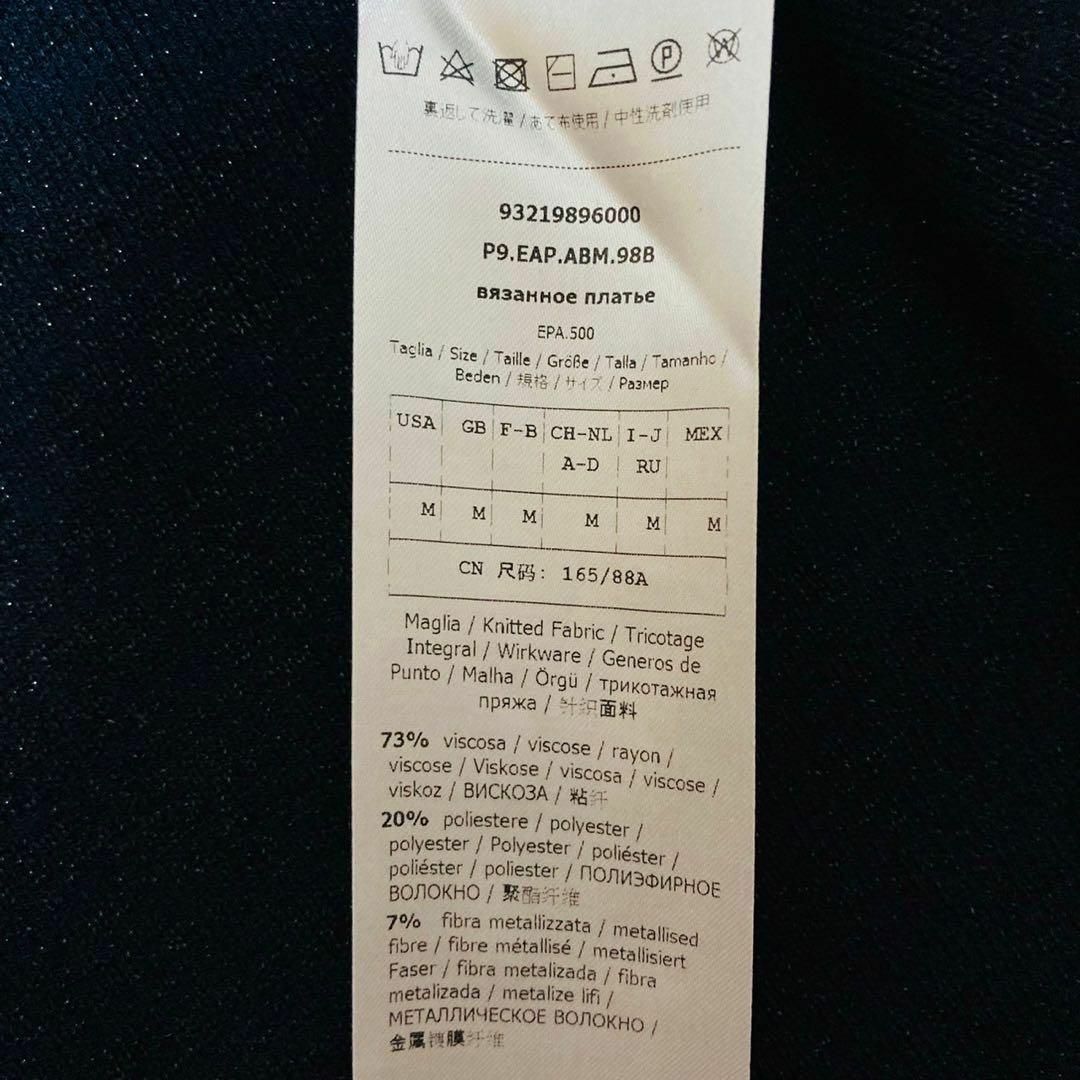 裏返して洗濯 / あて布使用 / 中性洗剤使用
93219896000
P9.EAP.ABM.98B
вязанное платье
EPA.500
Taglia / Size / Taille / Größe / Talla / Tamanho /
Beden / 規格 / サイズ / Размер
USA GB F-B CH-NL I-J MEX
A-D RU
M M M M M M
CN 尺码: 165/88A
Maglia / Knitted Fabric / Tricotage
Integral / Wirkware / Generos de
Punto / Malha / Örgü / трикотажная
пряжа / 针织面料
73% viscosa / viscose / rayon /
viscose / Viskose / viscosa / viscose /
viskoz / ВИСКОЗА / 粘纤
20% poliestere / polyester /
polyester / Polyester / poliéster /
poliéster / poliester / ПОЛИЭФИРНОЕ
ВОЛОКНО / 聚酯纤维
7% fibra metallizzata / metallised
fibre / fibre métallisé / metallisiert
Faser / fibra metalizada / fibra
metalizada / metalize lifi /
МЕТАЛЛИЧЕСКОЕ ВОЛОКНО /
金属镀膜纤维